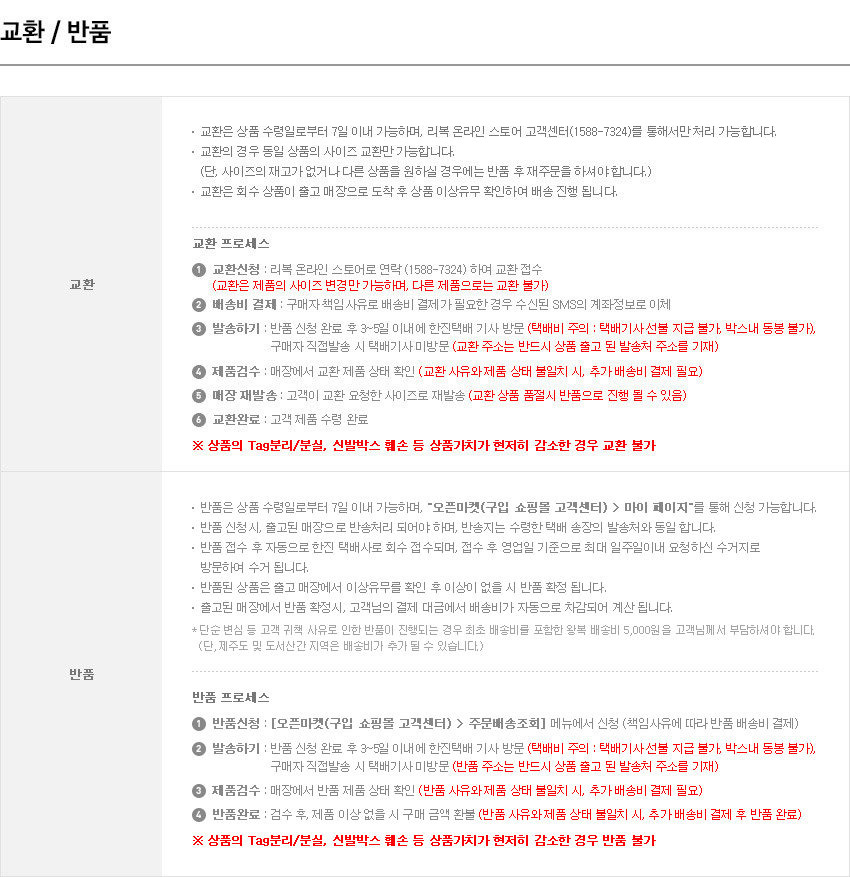 교환 / 반품
교환
· 교환은 상품 수령일로부터 7일 이내 가능하며, 리복 온라인 스토어 고객센터(1588-7324)를 통해서만 처리 가능합니다.
· 교환의 경우 동일 상품의 사이즈 교환만 가능합니다.
(단, 사이즈의 재고가 없거나 다른 상품을 원하실 경우에는 반품 후 재주문을 하셔야 합니다.)
· 교환은 회수 상품이 출고 매장으로 도착 후 상품 이상유무 확인하여 배송 진행 됩니다.
교환 프로세스
1 교환신청 : 리복 온라인 스토어로 연락 (1588-7324) 하여 교환 접수
(교환은 제품의 사이즈 변경만 가능하며, 다른 제품으로는 교환 불가)
2 배송비 결제 : 구매자 책임 사유로 배송비 결제가 필요한 경우 수신된 SMS의 계좌정보로 이체
3 발송하기 : 반품 신청 완료 후 3~5일 이내에 한진택배 기사 방문 (택배비 주의 : 택배기사 선불 지급 불가, 박스내 동봉 불가),
구매자 직접발송 시 택배기사 미방문 (교환 주소는 반드시 상품 출고 된 발송처 주소를 기재)
4 제품검수 : 매장에서 교환 제품 상태 확인 (교환 사유와 제품 상태 불일치 시, 추가 배송비 결제 필요)
5 매장 재발송 : 고객이 교환 요청한 사이즈로 재발송 (교환 상품 품절시 반품으로 진행 될 수 있음)
6 교환완료 : 고객 제품 수령 완료
※ 상품의 Tag분리/분실, 신발박스 훼손 등 상품가치가 현저히 감소한 경우 교환 불가
반품
· 반품은 상품 수령일로부터 7일 이내 가능하며, "오픈마켓(구입 쇼핑몰 고객센터) > 마이 페이지"를 통해 신청 가능합니다.
· 반품 신청시, 출고된 매장으로 반송처리 되어야 하며, 반송지는 수령한 택배 송장의 발송처와 동일 합니다.
· 반품 접수 후 자동으로 한진 택배사로 회수 접수되며, 접수 후 영업일 기준으로 최대 일주일이내 요청하신 수거지로
방문하여 수거 됩니다.
· 반품된 상품은 출고 매장에서 이상유무를 확인 후 이상이 없을 시 반품 확정 됩니다.
· 출고된 매장에서 반품 확정시, 고객님의 결제 대금에서 배송비가 자동으로 차감되어 계산 됩니다.
*단순 변심 등 고객 귀책 사유로 인한 반품이 진행되는 경우 최초 배송비를 포함한 왕복 배송비 5,000원을 고객님께서 부담하셔야 합니다.
(단, 제주도 및 도서산간 지역은 배송비가 추가 될 수 있습니다.)
반품 프로세스
1 반품신청 : [오픈마켓(구입 쇼핑몰 고객센터) > 주문배송조회] 메뉴에서 신청 (책임사유에 따라 반품 배송비 결제)
2 발송하기 : 반품 신청 완료 후 3~5일 이내에 한진택배 기사 방문 (택배비 주의 : 택배기사 선불 지급 불가, 박스내 동봉 불가),
구매자 직접발송 시 택배기사 미방문 (반품 주소는 반드시 상품 출고 된 발송처 주소를 기재)
3 제품검수 : 매장에서 반품 제품 상태 확인 (반품 사유와 제품 상태 불일치 시, 추가 배송비 결제 필요)
4 반품완료 : 검수 후, 제품 이상 없을 시 구매 금액 환불 (반품 사유와 제품 상태 불일치 시, 추가 배송비 결제 후 반품 완료)
※ 상품의 Tag분리/분실, 신발박스 훼손 등 상품가치가 현저히 감소한 경우 반품 불가